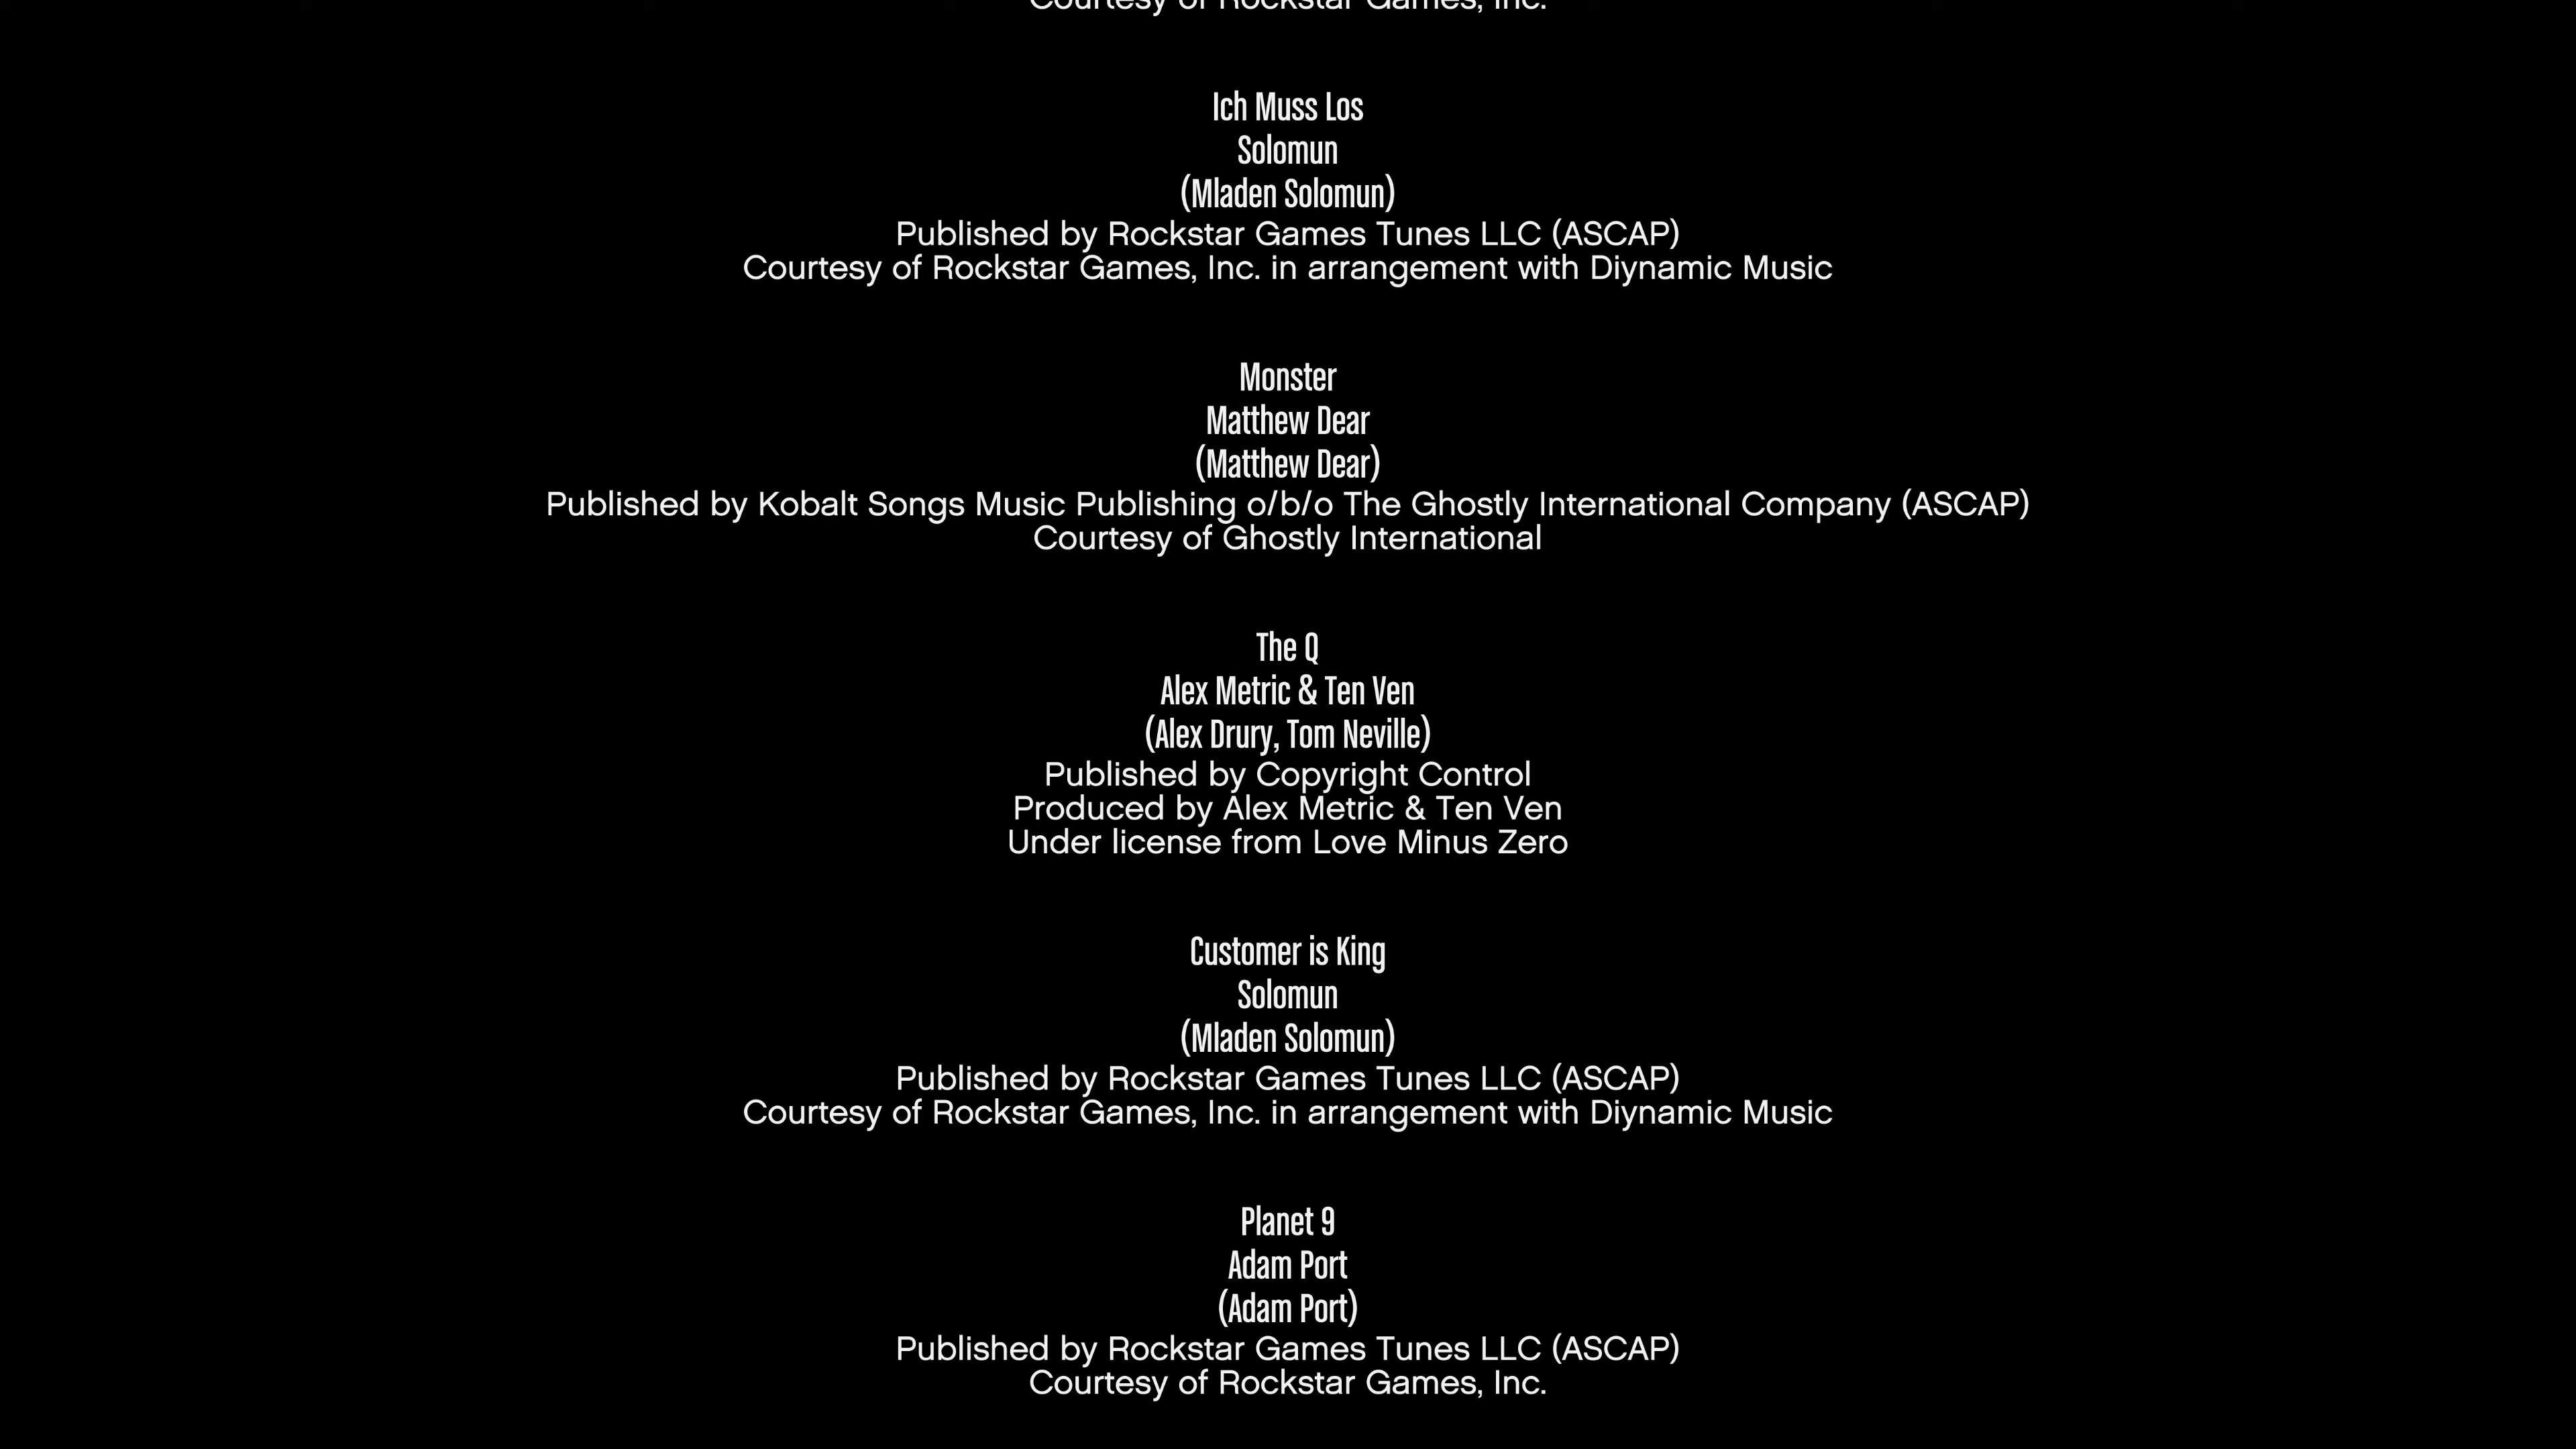 Courtesy of Rockstar Games, Inc.
Ich Muss Los
Solomun
(Mladen Solomun)
Published by Rockstar Games Tunes LLC (ASCAP)
Courtesy of Rockstar Games, Inc. in arrangement with Diynamic Music
Monster
Matthew Dear
(Matthew Dear)
Published by Kobalt Songs Music Publishing o/b/o The Ghostly International Company (ASCAP)
Courtesy of Ghostly International
The Q
Alex Metric & Ten Ven
(Alex Drury, Tom Neville)
Published by Copyright Control
Produced by Alex Metric & Ten Ven
Under license from Love Minus Zero
Customer is King
Solomun
(Mladen Solomun)
Published by Rockstar Games Tunes LLC (ASCAP)
Courtesy of Rockstar Games, Inc. in arrangement with Diynamic Music
Planet 9
Adam Port
(Adam Port)
Published by Rockstar Games Tunes LLC (ASCAP)
Courtesy of Rockstar Games, Inc.